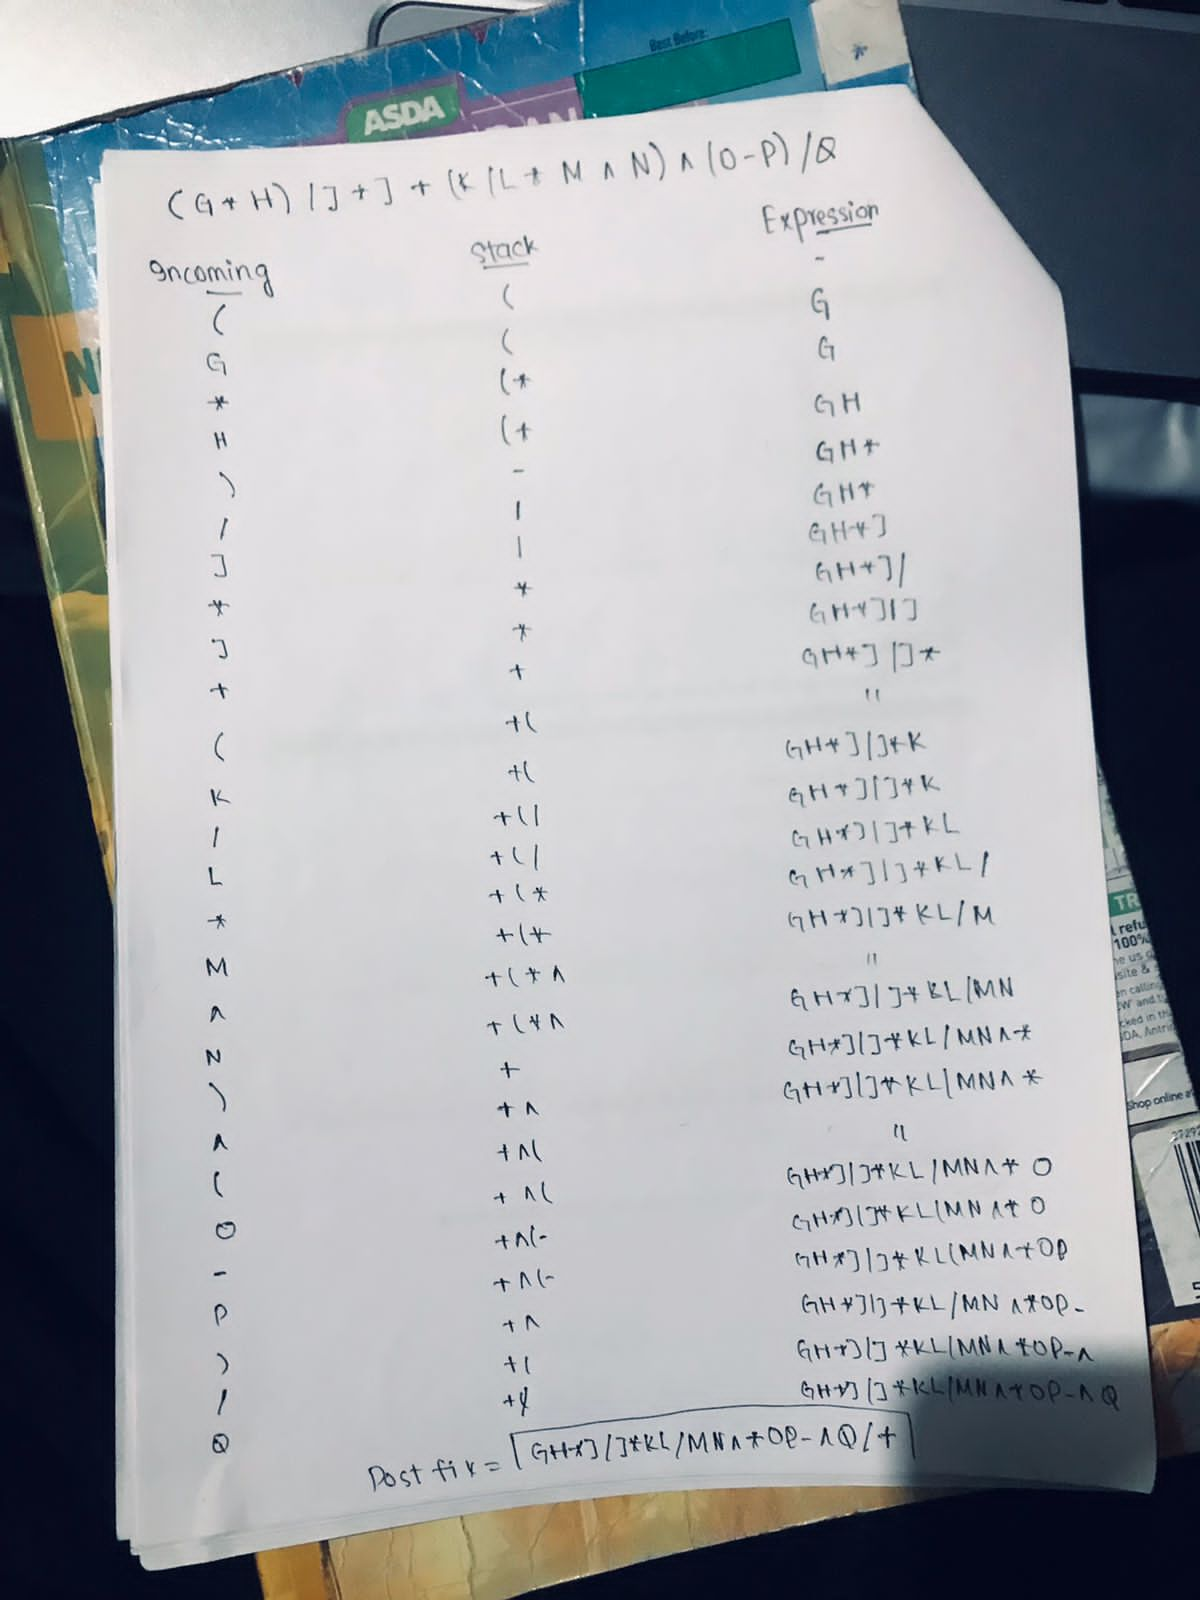 Best Before:
ASDA
(G*H)/J*J+(K/L*M∧N)∧(O-P)/Q
Incoming Stack Expression
( ( -
G ( G
* (* G
H (* GH
) - GH*
/ / GH*
J / GH*J
* * GH*J/
J * GH*J/J
+ + GH*J/J*
( +( "
K +( GH*J/J*K
/ +(/ GH*J/J*K
L +(/ GH*J/J*KL
* +(* GH*J/J*KL/
M +(* GH*J/J*KL/M
∧ +(*∧ "
N +(*∧ GH*J/J*KL/MN
) + GH*J/J*KL/MN∧*
∧ +∧ GH*J/J*KL/MN∧*
( +∧( "
O +∧( GH*J/J*KL/MN∧*O
- +∧(- GH*J/J*KL/MN∧*O
P +∧(- GH*J/J*KL/MN∧*OP
) +∧ GH*J/J*KL/MN∧*OP-
/ +/ GH*J/J*KL/MN∧*OP-∧
Q +/ GH*J/J*KL/MN∧*OP-∧Q
Postfix = GH*J/J*KL/MN∧*OP-∧Q/+
TR
100%
Shop online at